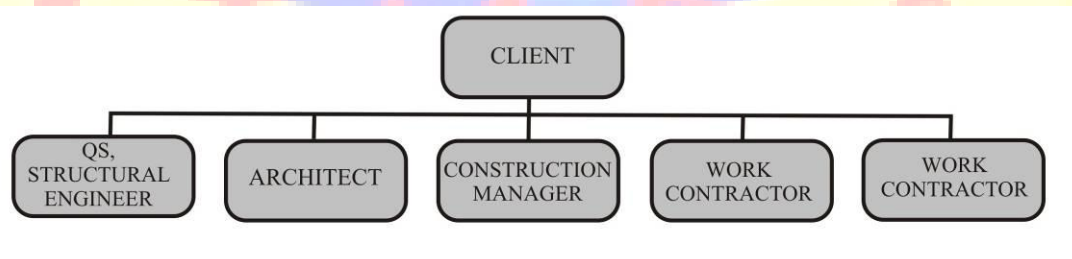 CLIENT
QS,
STRUCTURAL
ENGINEER
ARCHITECT
CONSTRUCTION
MANAGER
WORK
CONTRACTOR
WORK
CONTRACTOR